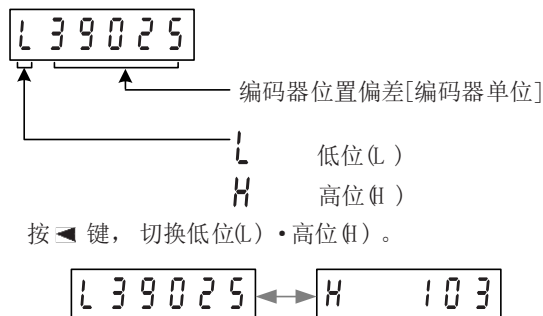 L 39025
编码器位置偏差[编码器单位]
L 低位(L )
H 高位(H )
按 ◄ 键， 切换低位(L)・高位(H) 。
L 39025 H 103